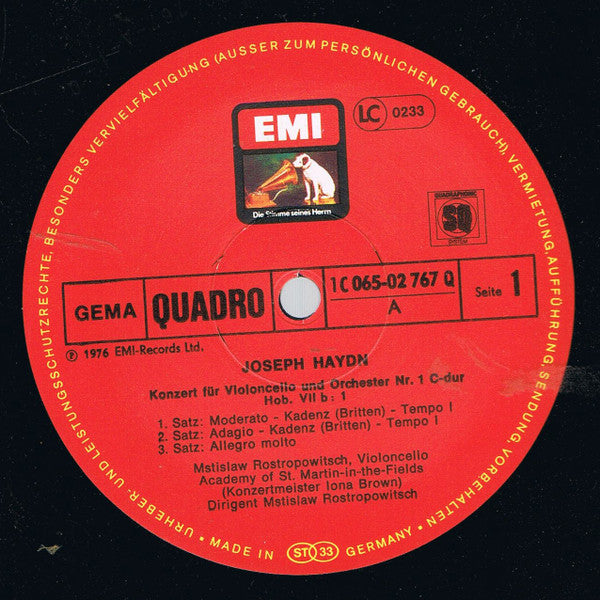 URHEBER- UND LEISTUNGSSCHUTZRECHTE, BESONDERS VERVIELFÄLTIGUNG (AUSSER ZUM PERSÖNLICHEN GEBRAUCH), VERMIETUNG, AUFFÜHRUNG, SENDUNG, VORBEHALTEN •
EMI
LC 0233
Die Stimme seines Herrn
QUADRAPHONIC
SQ
SYSTEM
GEMA
QUADRO
1C 065-02 767 Q
A
Seite 1
℗ 1976 EMI-Records Ltd.
JOSEPH HAYDN
Konzert für Violoncello und Orchester Nr. 1 C-dur
Hob. VII b : 1
1. Satz: Moderato - Kadenz (Britten) - Tempo I
2. Satz: Adagio - Kadenz (Britten) - Tempo I
3. Satz: Allegro molto
Mstislaw Rostropowitsch, Violoncello
Academy of St. Martin-in-the-Fields
(Konzertmeister Iona Brown)
Dirigent Mstislaw Rostropowitsch
• MADE IN ST 33 GERMANY •